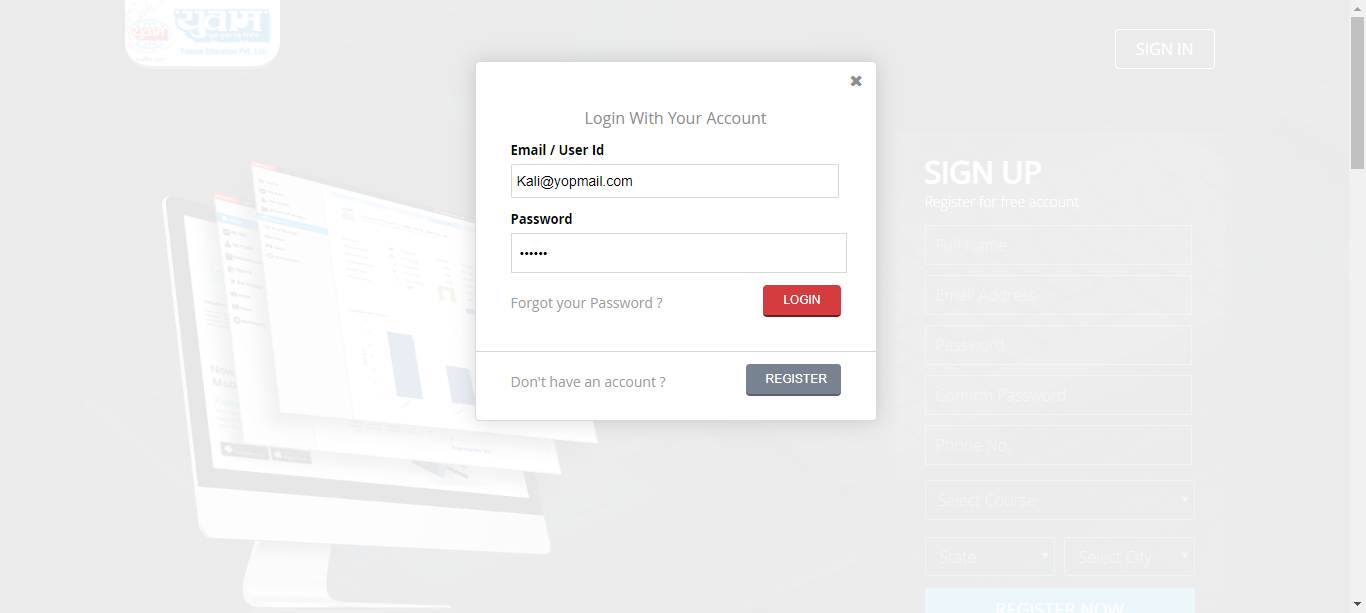 युवाम
Yuwam Education Pvt. Ltd.
SIGN IN
✖
Login With Your Account
Email / User Id
Kali@yopmail.com
Password
••••••
Forgot your Password ?
LOGIN
Don't have an account ?
REGISTER
SIGN UP
Register for free account
Full Name
Email Address
Password
Confirm Password
Phone No.
Select Course
State
Select City
REGISTER NOW